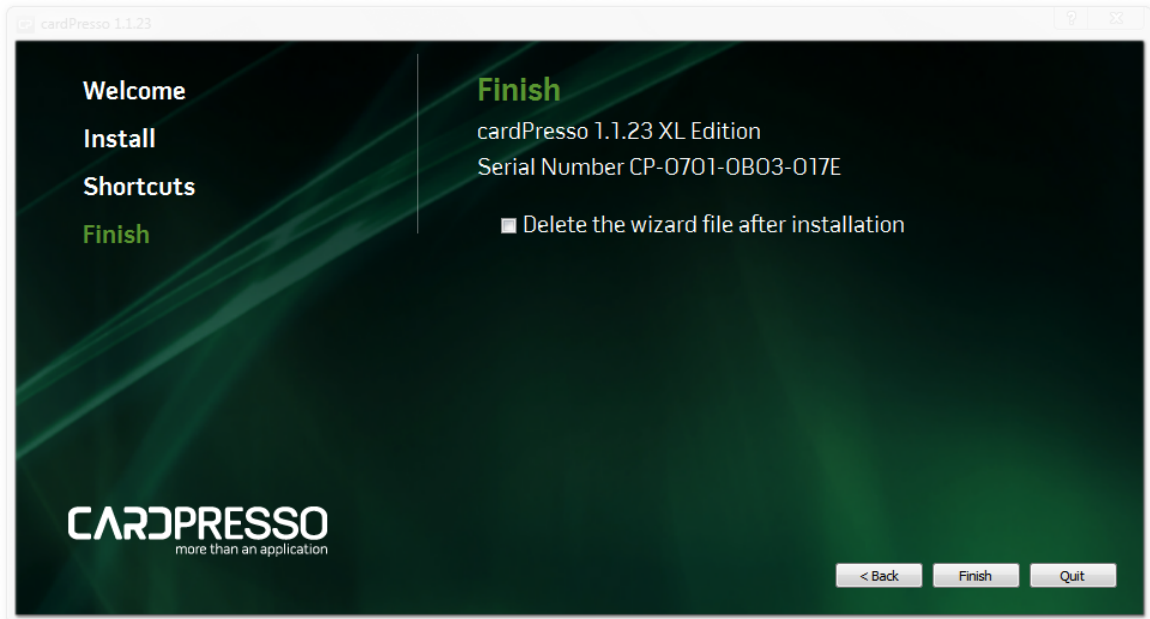 cardPresso 1.1.23
Welcome
Install
Shortcuts
Finish
Finish
cardPresso 1.1.23 XL Edition
Serial Number CP-0701-0B03-017E
Delete the wizard file after installation
CARDPRESSO
more than an application
< Back
Finish
Quit